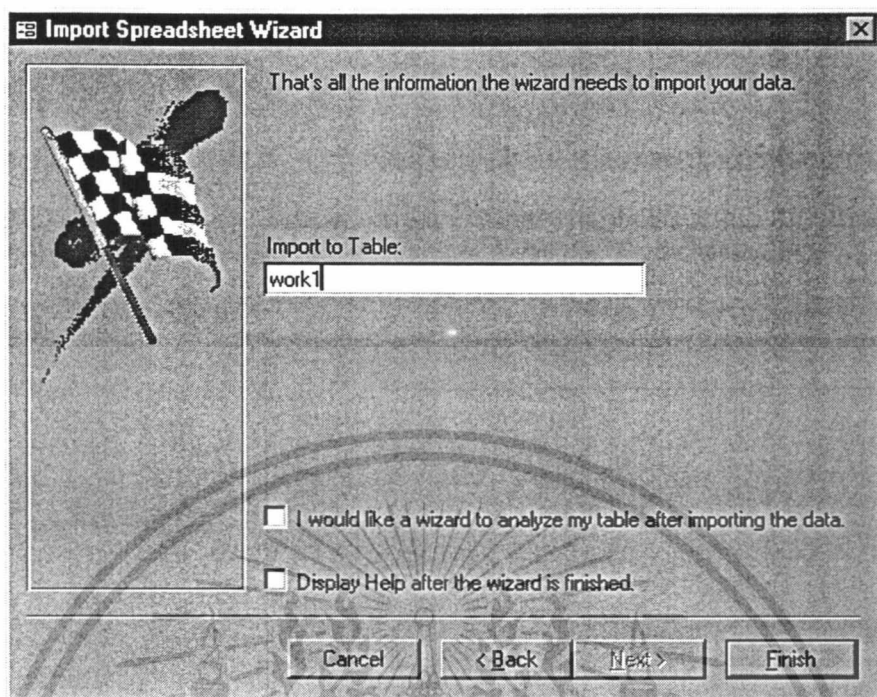 Import Spreadsheet Wizard
That's all the information the wizard needs to import your data.
Import to Table:
work1
I would like a wizard to analyze my table after importing the data.
Display Help after the wizard is finished.
Cancel
< Back
Next >
Finish